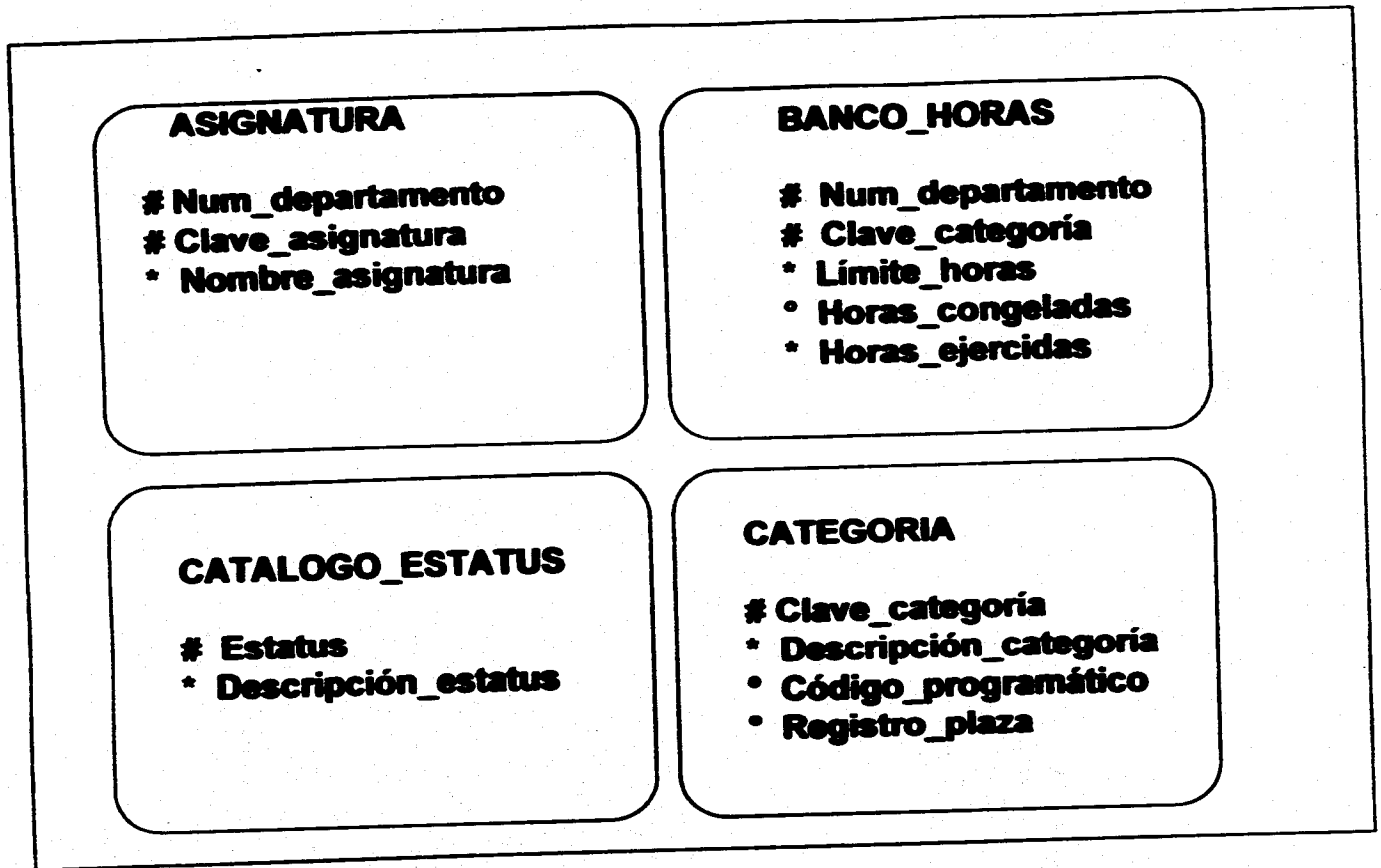 ASIGNATURA
# Num_departamento
# Clave_asignatura
* Nombre_asignatura
BANCO_HORAS
# Num_departamento
# Clave_categoría
* Límite_horas
° Horas_congeladas
* Horas_ejercidas
CATALOGO_ESTATUS
# Estatus
* Descripción_estatus
CATEGORIA
# Clave_categoría
* Descripción_categoría
° Código_programático
° Registro_plaza